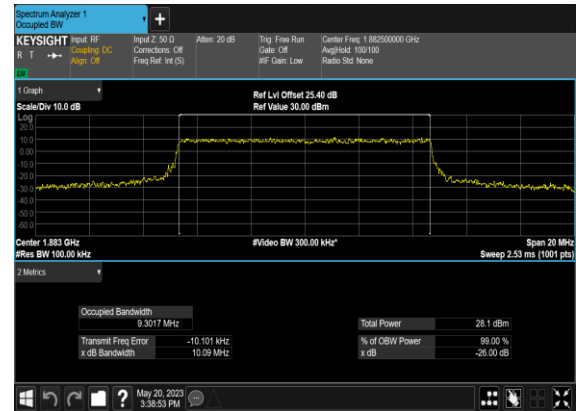 Spectrum Analyzer 1
Occupied BW
KEYSIGHT Input: RF Input Z: 50 Ω Atten: 20 dB Trig: Free Run Center Freq: 1.882500000 GHz
R T Coupling: DC Corrections: Off Gate: Off Avg|Hold: 100/100
Align: Off Freq Ref: Int (S) #IF Gain: Low Radio Std: None
1 Graph
Ref Lvl Offset 25.40 dB
Scale/Div 10.0 dB Ref Value 30.00 dBm
Log
20.0
10.0
0.00
-10.0
-20.0
-30.0
-40.0
-50.0
-60.0
Center 1.883 GHz #Video BW 300.00 kHz* Span 20 MHz
#Res BW 100.00 kHz Sweep 2.53 ms (1001 pts)
2 Metrics
Occupied Bandwidth
9.3017 MHz Total Power 28.1 dBm
Transmit Freq Error -10.101 kHz % of OBW Power 99.00 %
x dB Bandwidth 10.09 MHz x dB -26.00 dB
? May 20, 2023
3:38:53 PM